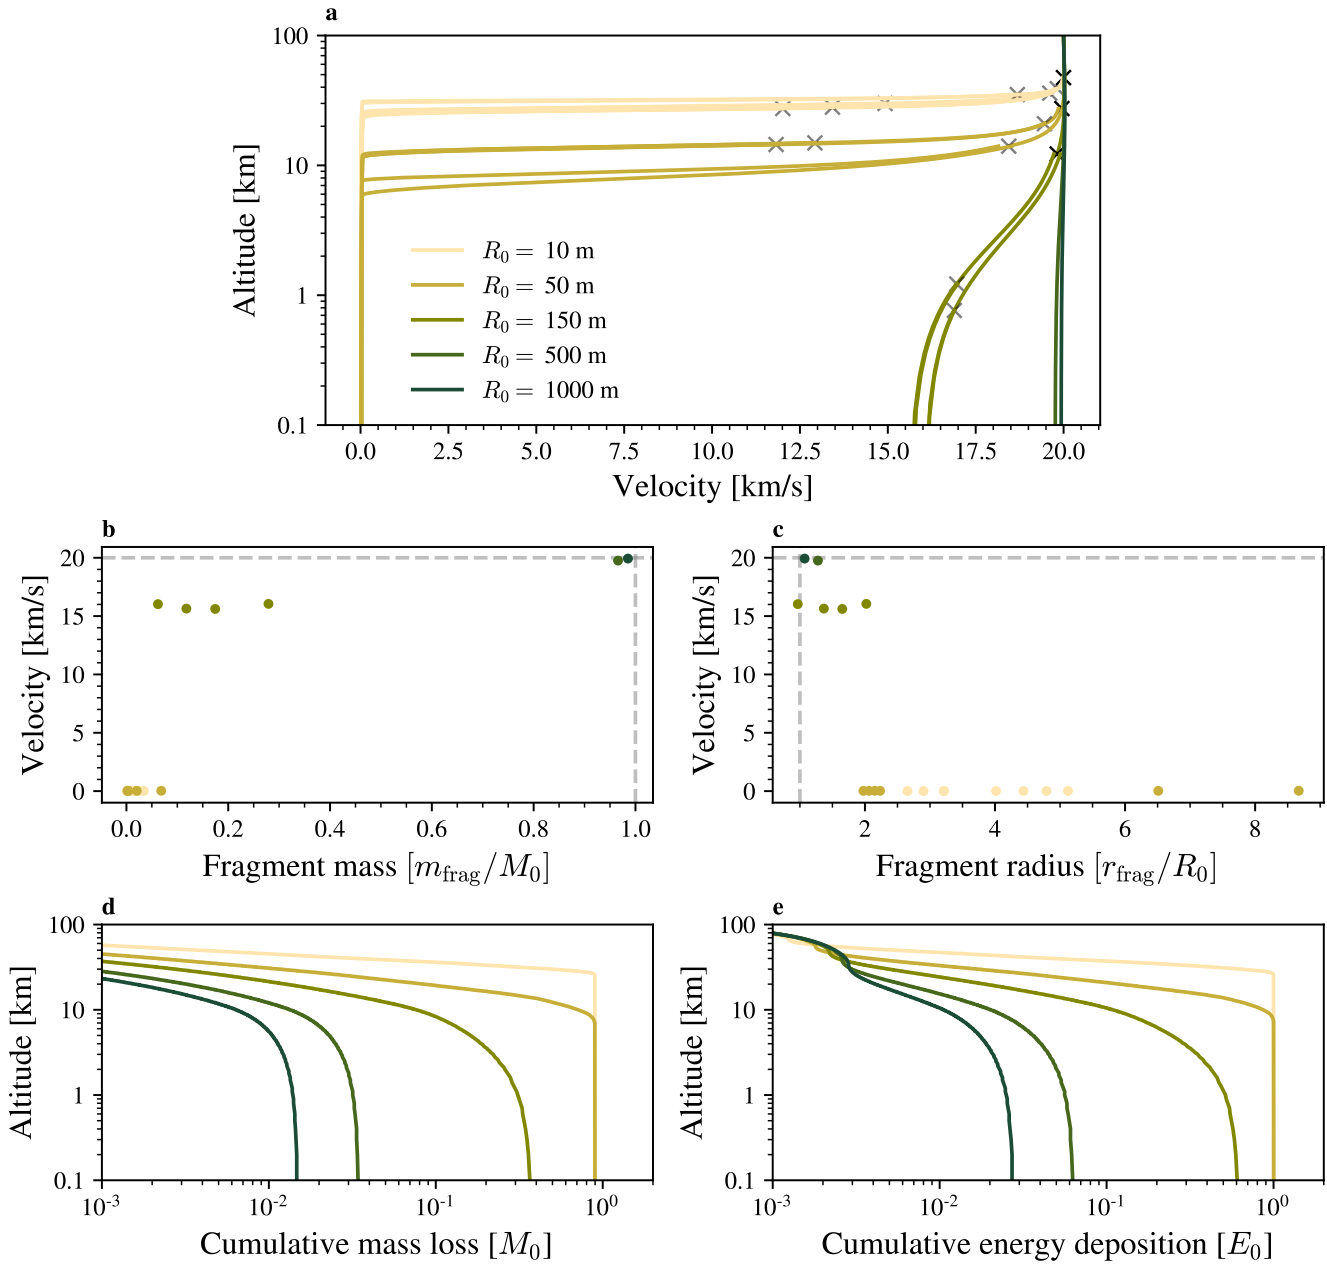 a
100
10
1
0.1
Altitude [km]
R₀ = 10 m
R₀ = 50 m
R₀ = 150 m
R₀ = 500 m
R₀ = 1000 m
0.0 2.5 5.0 7.5 10.0 12.5 15.0 17.5 20.0
Velocity [km/s]
b
20
15
10
5
0
Velocity [km/s]
0.0 0.2 0.4 0.6 0.8 1.0
Fragment mass [m_frag/M₀]
c
20
15
10
5
0
Velocity [km/s]
2 4 6 8
Fragment radius [r_frag/R₀]
d
100
10
1
0.1
Altitude [km]
10⁻³ 10⁻² 10⁻¹ 10⁰
Cumulative mass loss [M₀]
e
100
10
1
0.1
Altitude [km]
10⁻³ 10⁻² 10⁻¹ 10⁰
Cumulative energy deposition [E₀]